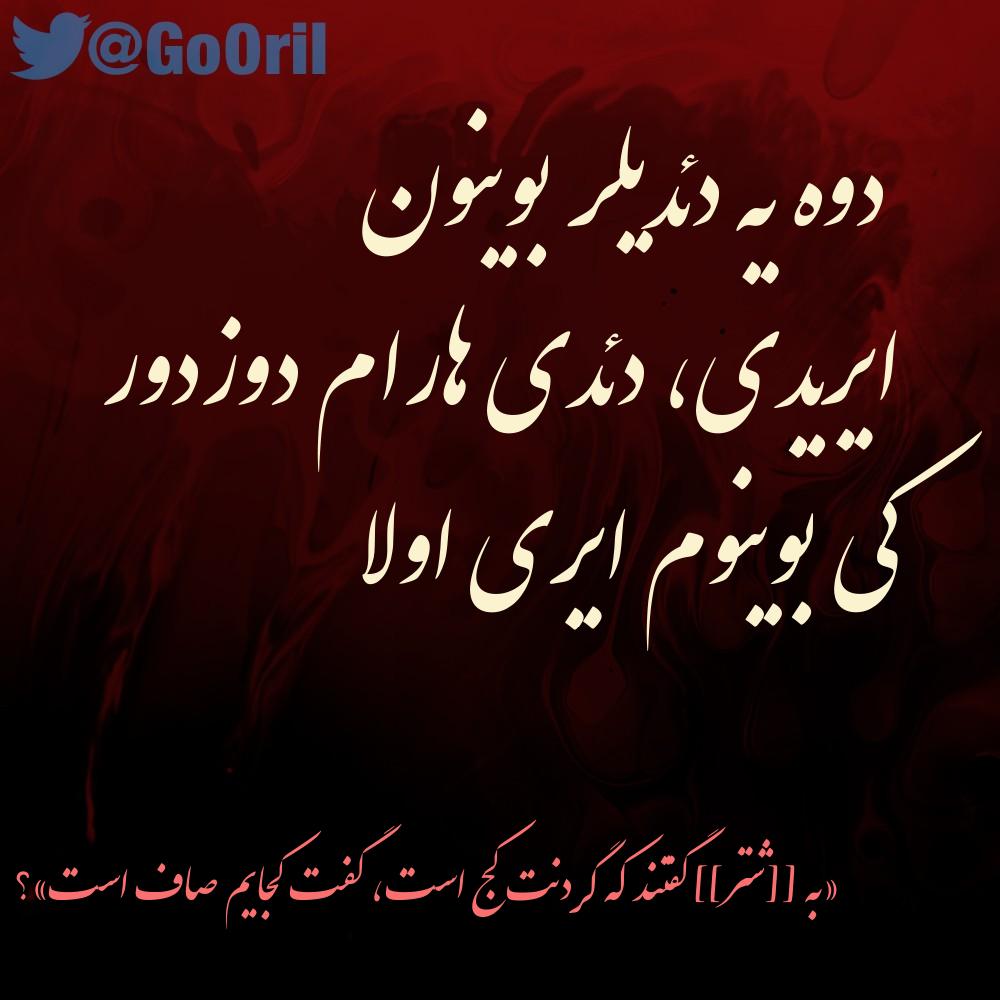 @GoOril
دوه یه دئدیلر بوینون
ایریدی، دئدی هارام دوزدور
کی بوینوم ایری اولا
«به [[شتر]] گفتند که گردنت کج است، گفت کجایم صاف است»؟